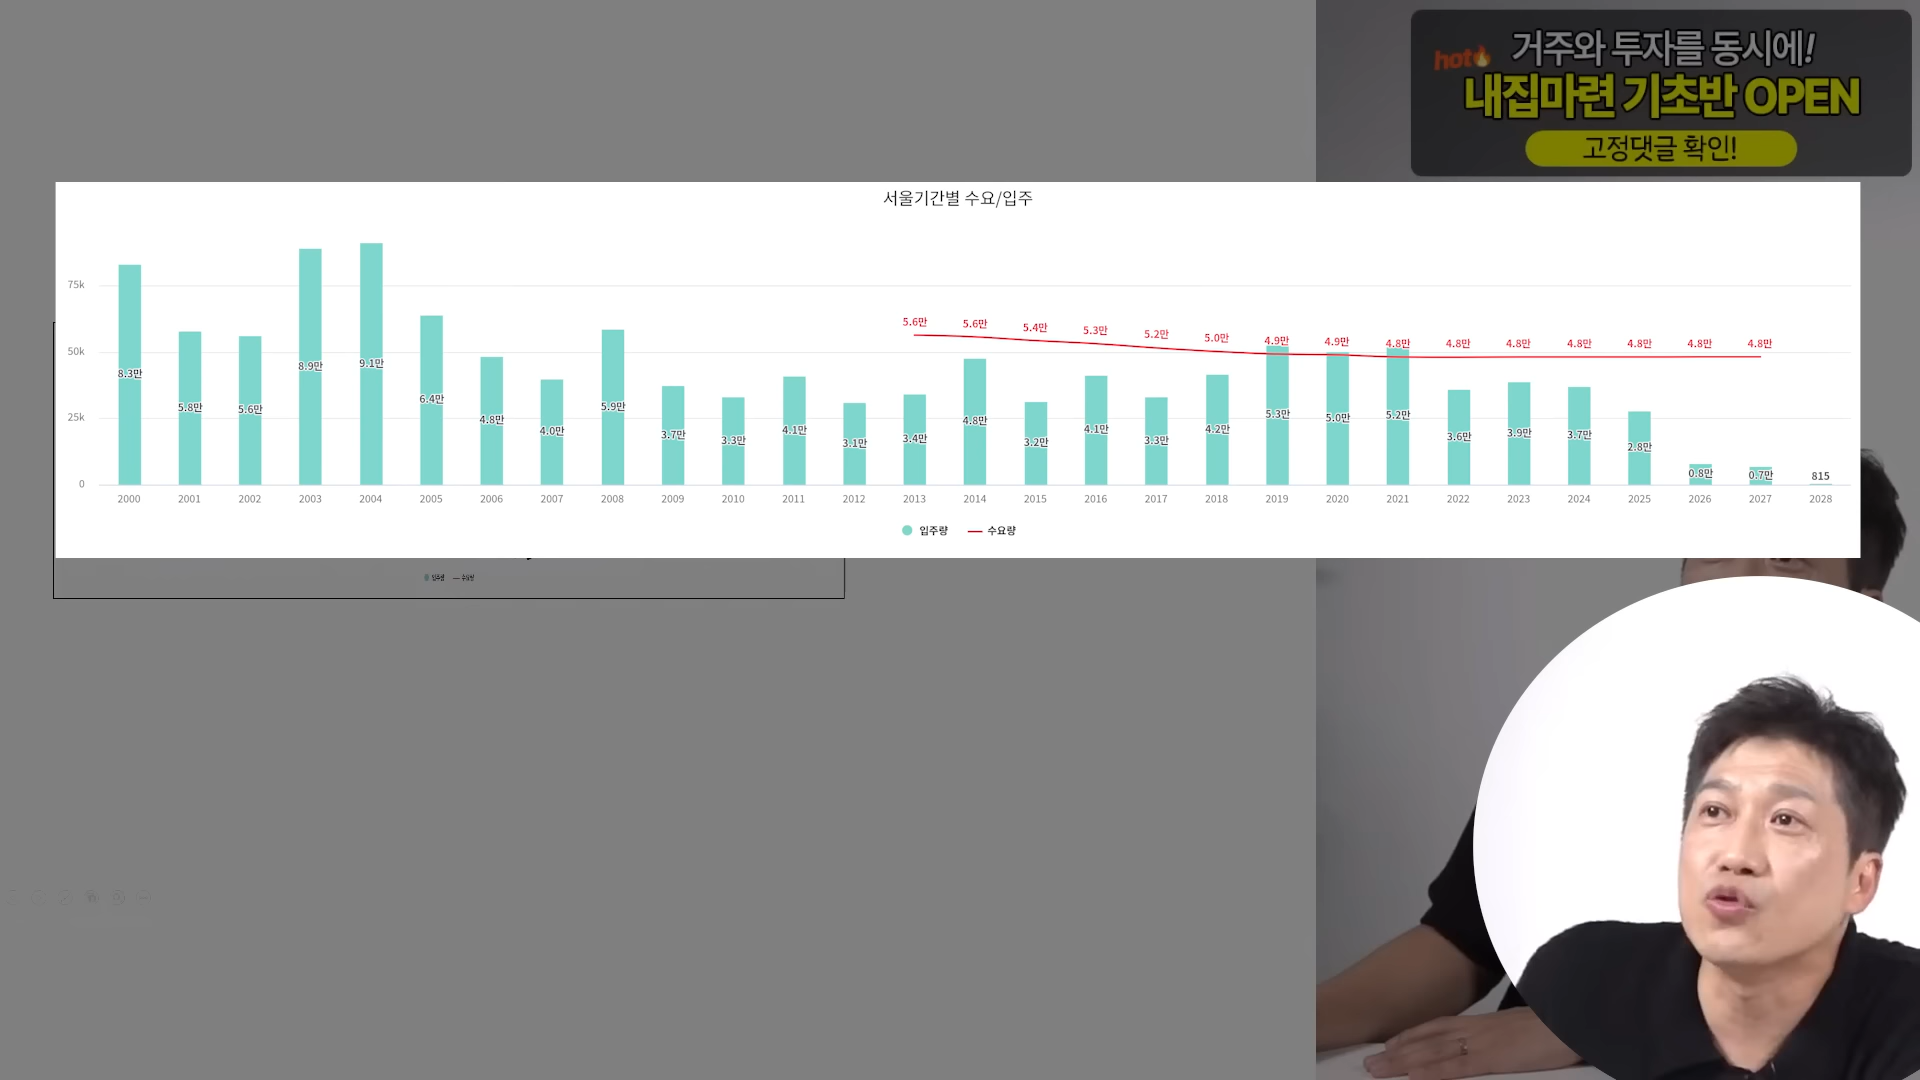 hot 거주와 투자를 동시에!
내집마련 기초반 OPEN
고정댓글 확인!
서울기간별 수요/입주
75k
50k
25k
0
5.6만 5.6만 5.4만 5.3만 5.2만 5.0만 4.9만 4.9만 4.8만 4.8만 4.8만 4.8만 4.8만 4.8만 4.8만
8.3만 5.8만 5.6만 8.9만 9.1만 6.4만 4.8만 4.0만 5.9만 3.7만 3.3만 4.1만 3.1만 3.4만 4.8만 3.2만 4.1만 3.3만 4.2만 5.3만 5.0만 5.2만 3.6만 3.9만 3.7만 2.8만 0.8만 0.7만 815
2000 2001 2002 2003 2004 2005 2006 2007 2008 2009 2010 2011 2012 2013 2014 2015 2016 2017 2018 2019 2020 2021 2022 2023 2024 2025 2026 2027 2028
입주량 수요량
입주량 수요량